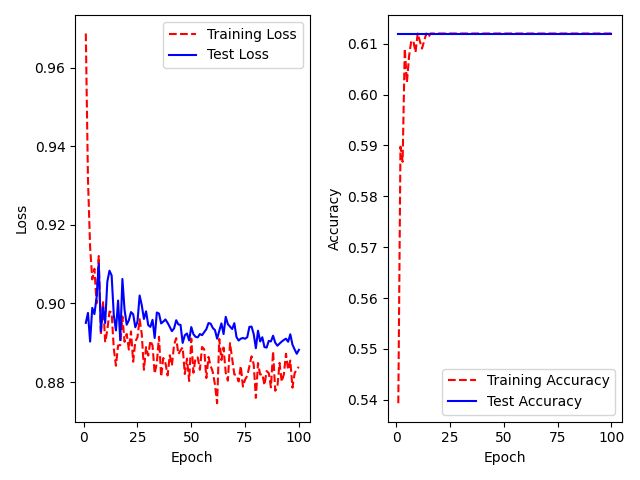 Training Loss
Test Loss
0.96
0.94
0.92
0.90
0.88
Loss
0
25
50
75
100
Epoch
0.61
0.60
0.59
0.58
0.57
0.56
0.55
0.54
Accuracy
Training Accuracy
Test Accuracy
0
25
50
75
100
Epoch